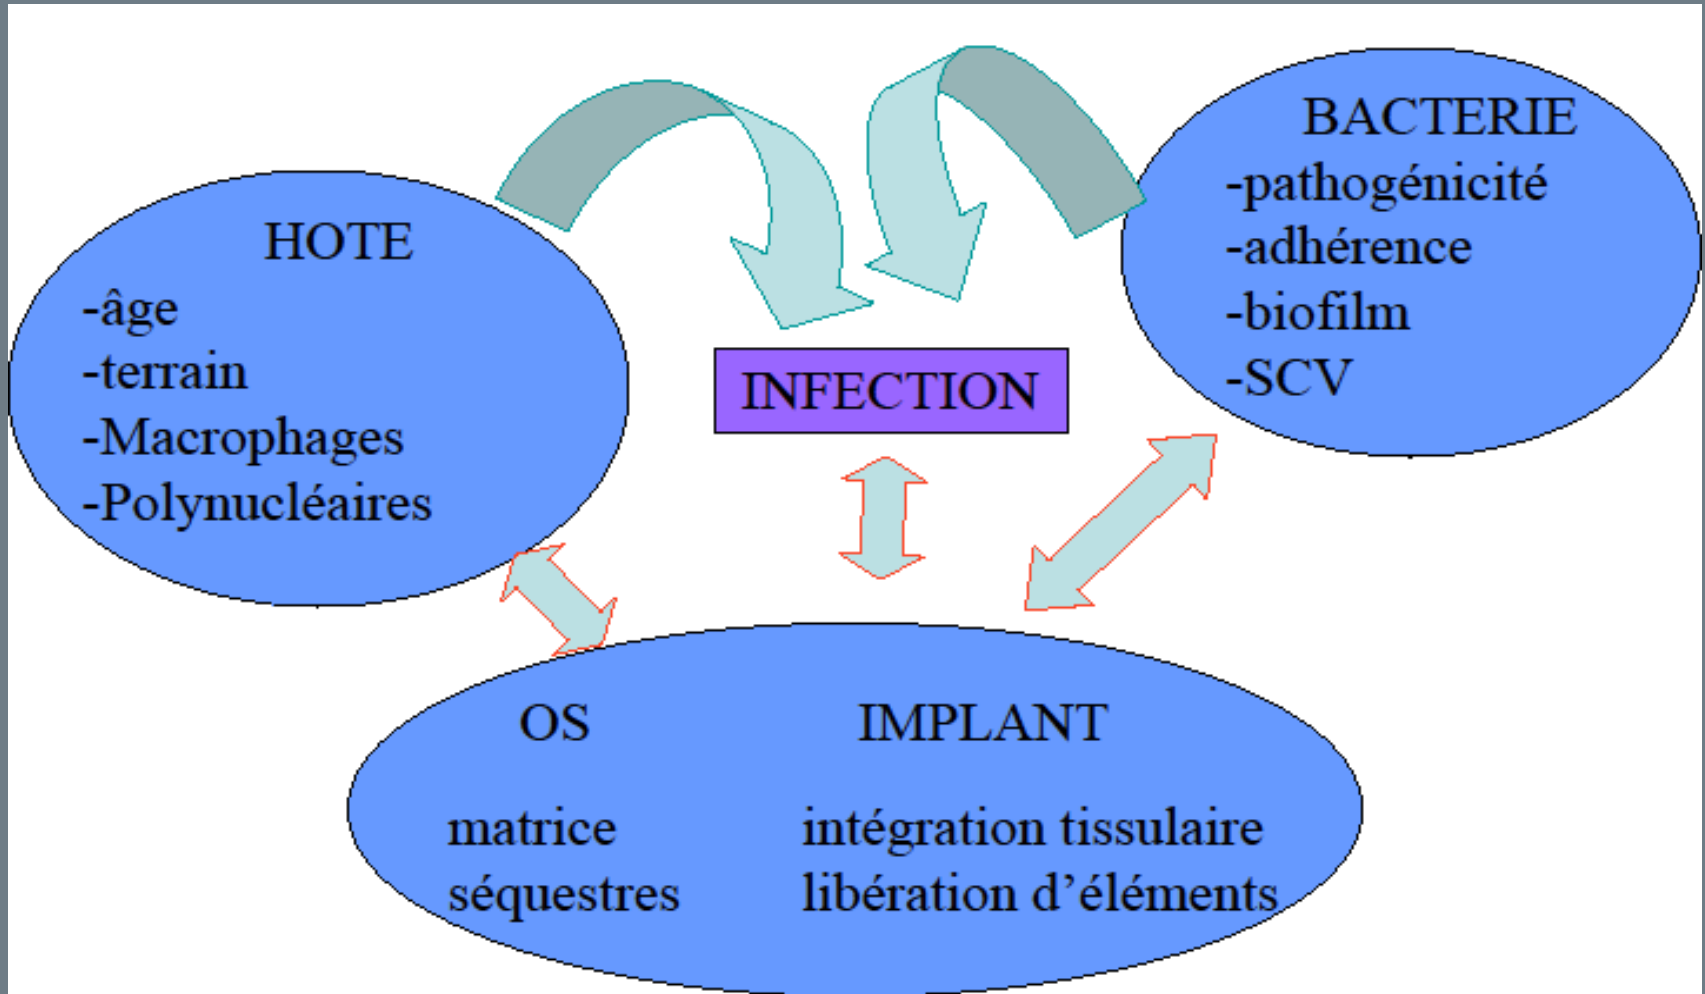 HOTE
-âge
-terrain
-Macrophages
-Polynucléaires
BACTERIE
-pathogénicité
-adhérence
-biofilm
-SCV
INFECTION
OS
matrice
séquestres
IMPLANT
intégration tissulaire
libération d’éléments